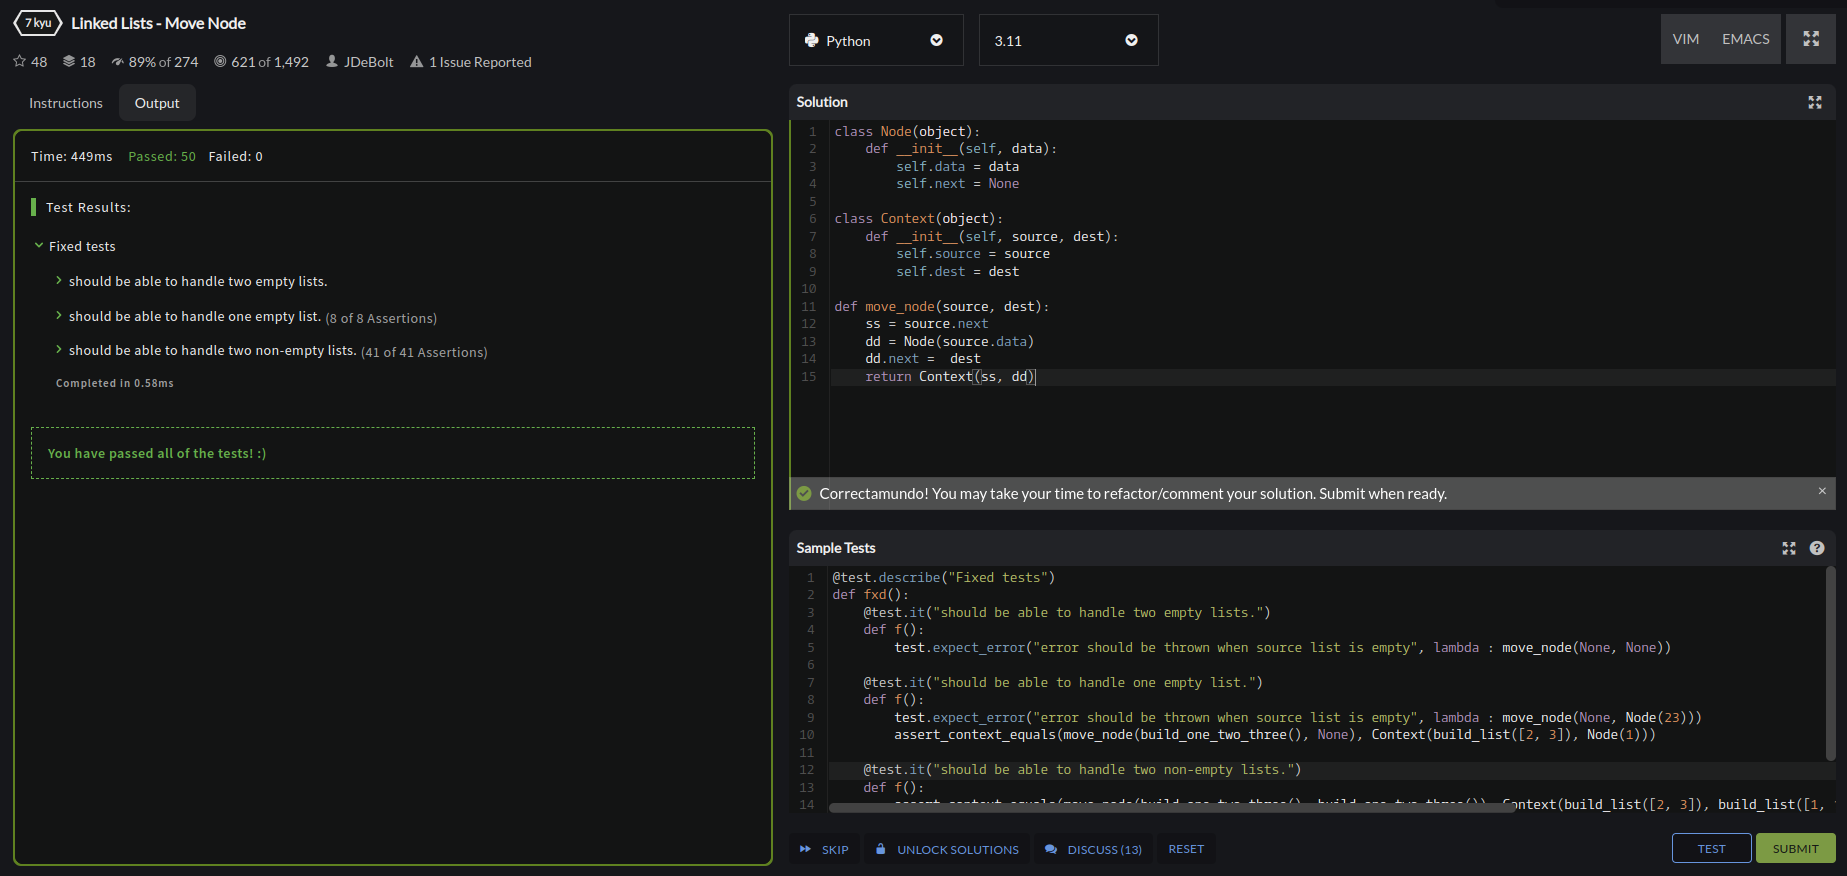 7 kyu Linked Lists - Move Node
48 18 89% of 274 621 of 1,492 JDeBolt 1 Issue Reported
Instructions Output
Time: 449ms Passed: 50 Failed: 0
Test Results:
Fixed tests
should be able to handle two empty lists.
should be able to handle one empty list. (8 of 8 Assertions)
should be able to handle two non-empty lists. (41 of 41 Assertions)
Completed in 0.58ms
You have passed all of the tests! :)
Python 3.11 VIM EMACS
Solution
1 class Node(object):
2     def __init__(self, data):
3         self.data = data
4         self.next = None
5
6 class Context(object):
7     def __init__(self, source, dest):
8         self.source = source
9         self.dest = dest
10
11 def move_node(source, dest):
12     ss = source.next
13     dd = Node(source.data)
14     dd.next =  dest
15     return Context(ss, dd)
Correctamundo! You may take your time to refactor/comment your solution. Submit when ready. ×
Sample Tests ?
1 @test.describe("Fixed tests")
2 def fxd():
3     @test.it("should be able to handle two empty lists.")
4     def f():
5         test.expect_error("error should be thrown when source list is empty", lambda : move_node(None, None))
6
7     @test.it("should be able to handle one empty list.")
8     def f():
9         test.expect_error("error should be thrown when source list is empty", lambda : move_node(None, Node(23)))
10         assert_context_equals(move_node(build_one_two_three(), None), Context(build_list([2, 3]), Node(1)))
11
12     @test.it("should be able to handle two non-empty lists.")
13     def f():
14         assert_context_equals(move_node(build_one_two_three(), build_one_two_three()), Context(build_list([2, 3]), build_list([1,
SKIP UNLOCK SOLUTIONS DISCUSS (13) RESET TEST SUBMIT